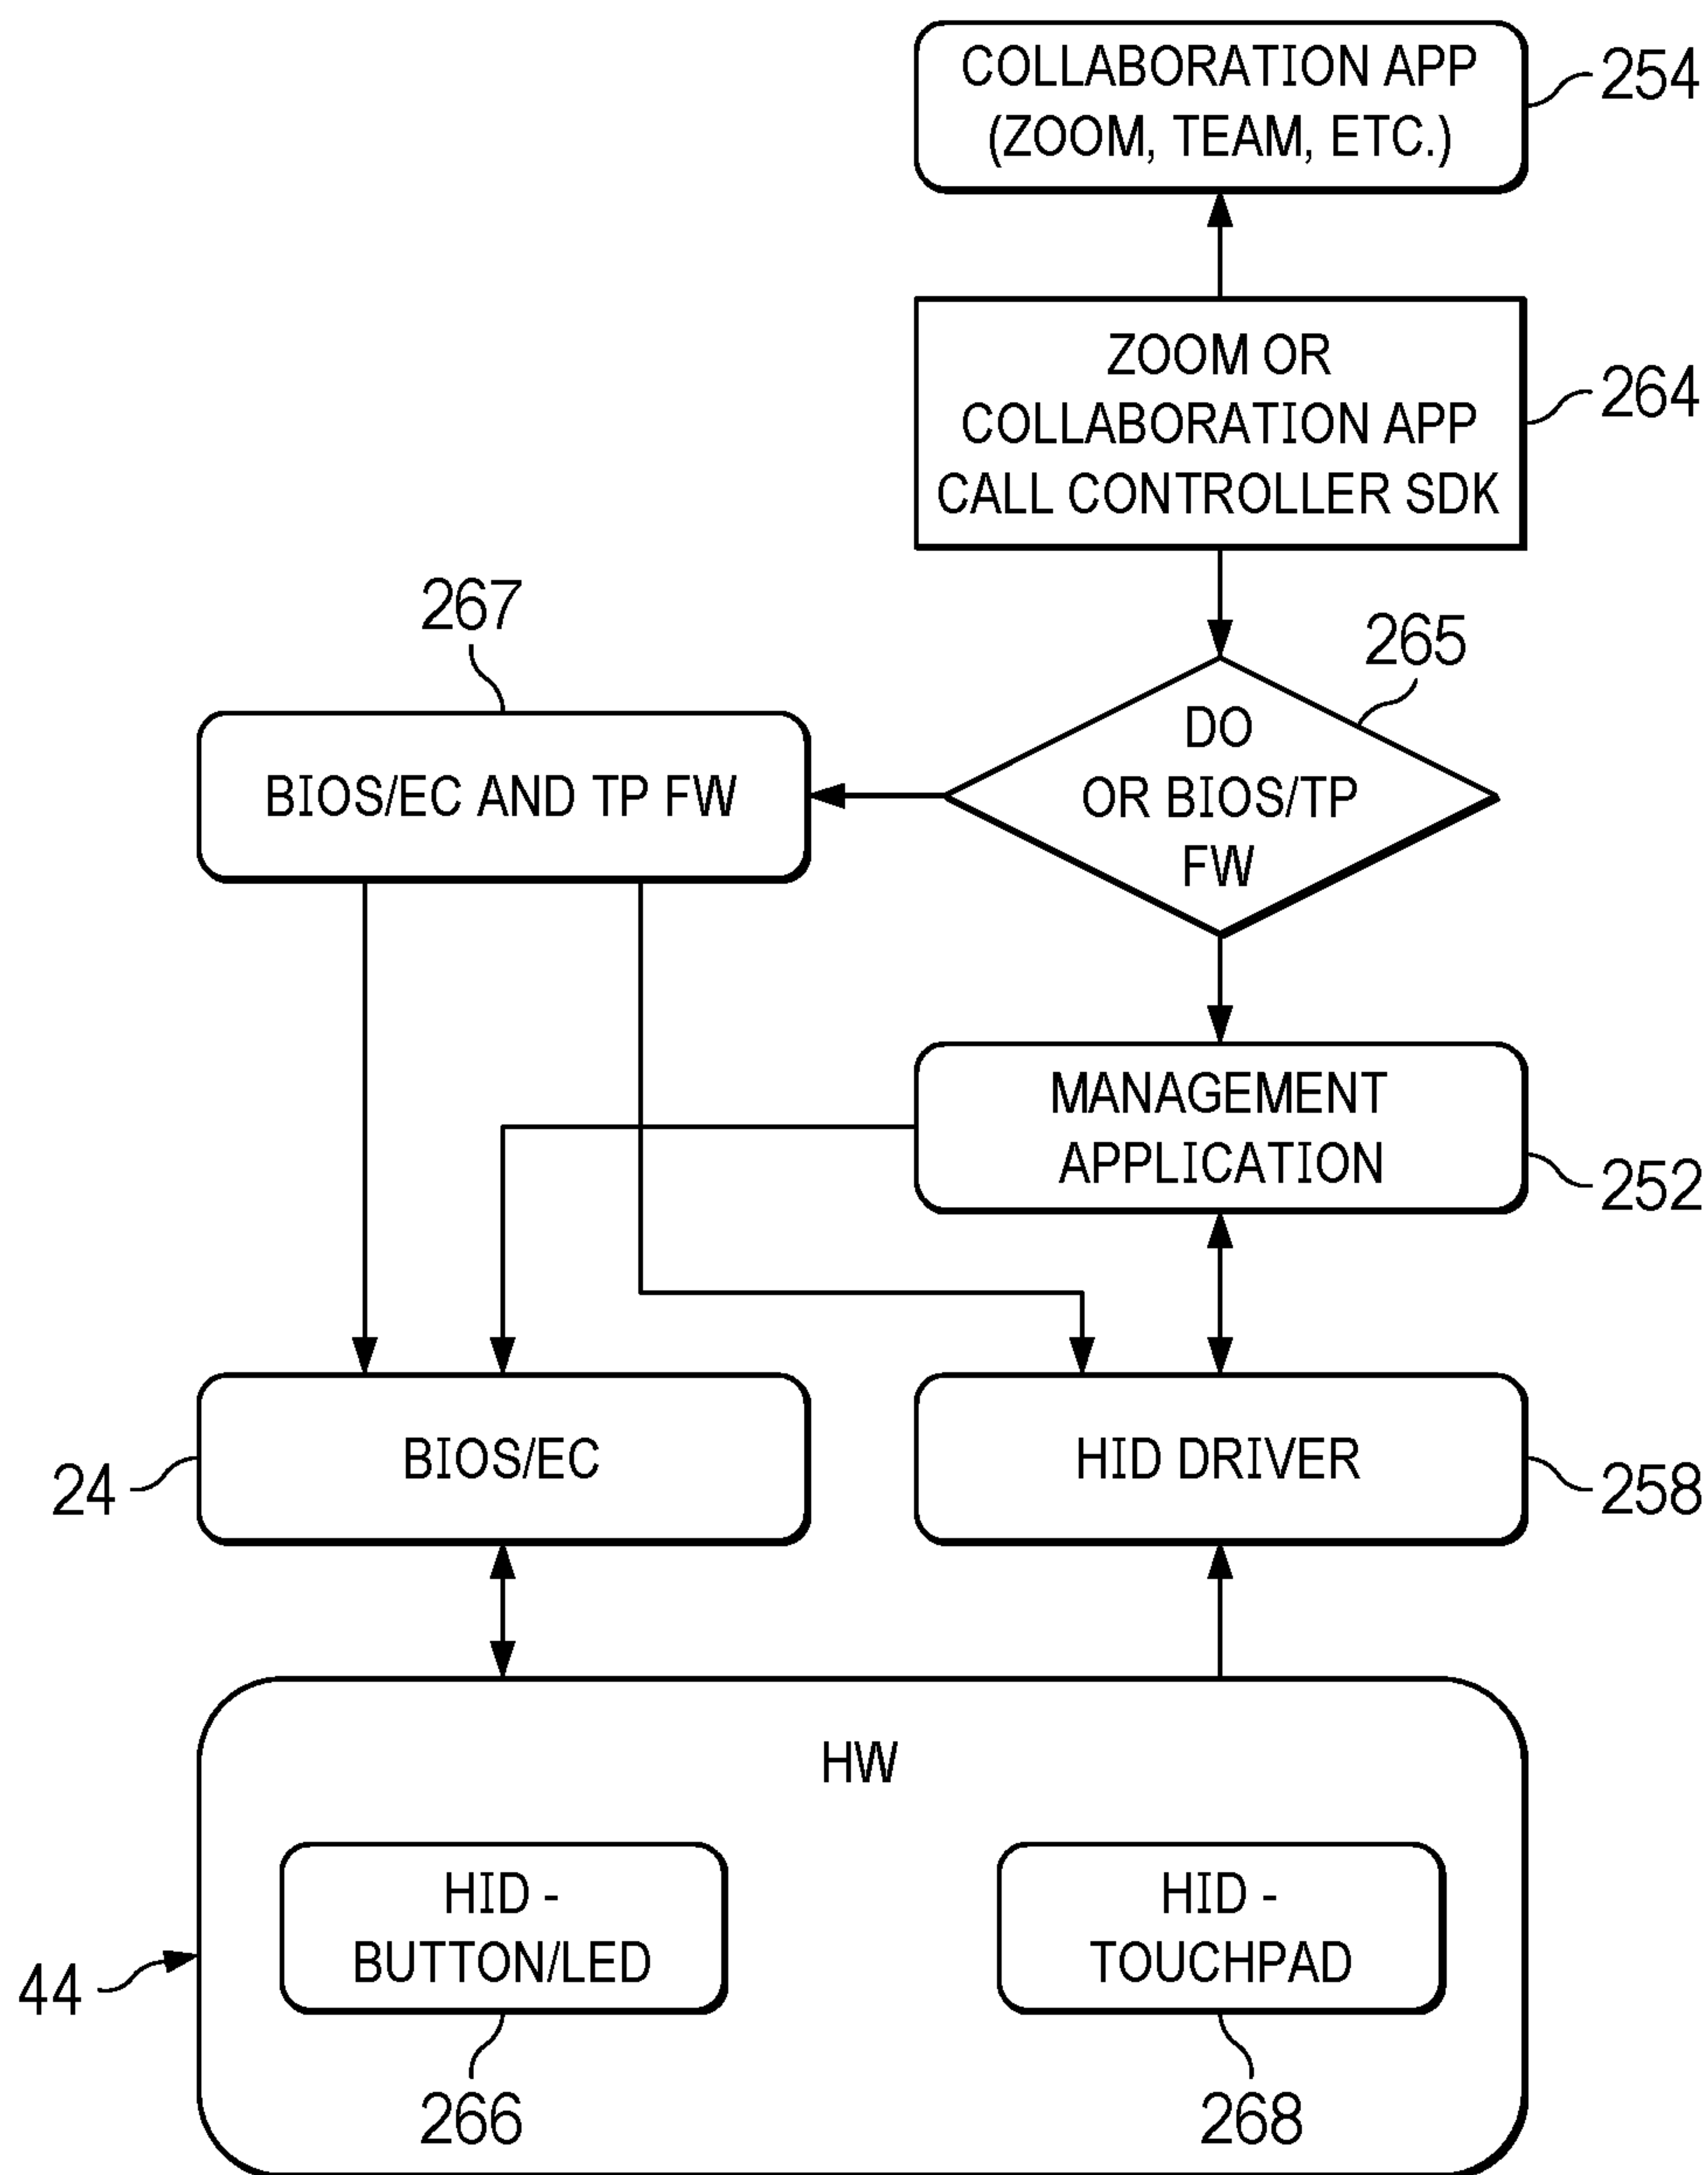 COLLABORATION APP
(ZOOM, TEAM, ETC.)
254
ZOOM OR
COLLABORATION APP
CALL CONTROLLER SDK
264
267
265
BIOS/EC AND TP FW
DO
OR BIOS/TP
FW
MANAGEMENT
APPLICATION
252
BIOS/EC
24
HID DRIVER
258
HW
HID -
BUTTON/LED
HID -
TOUCHPAD
44
266
268